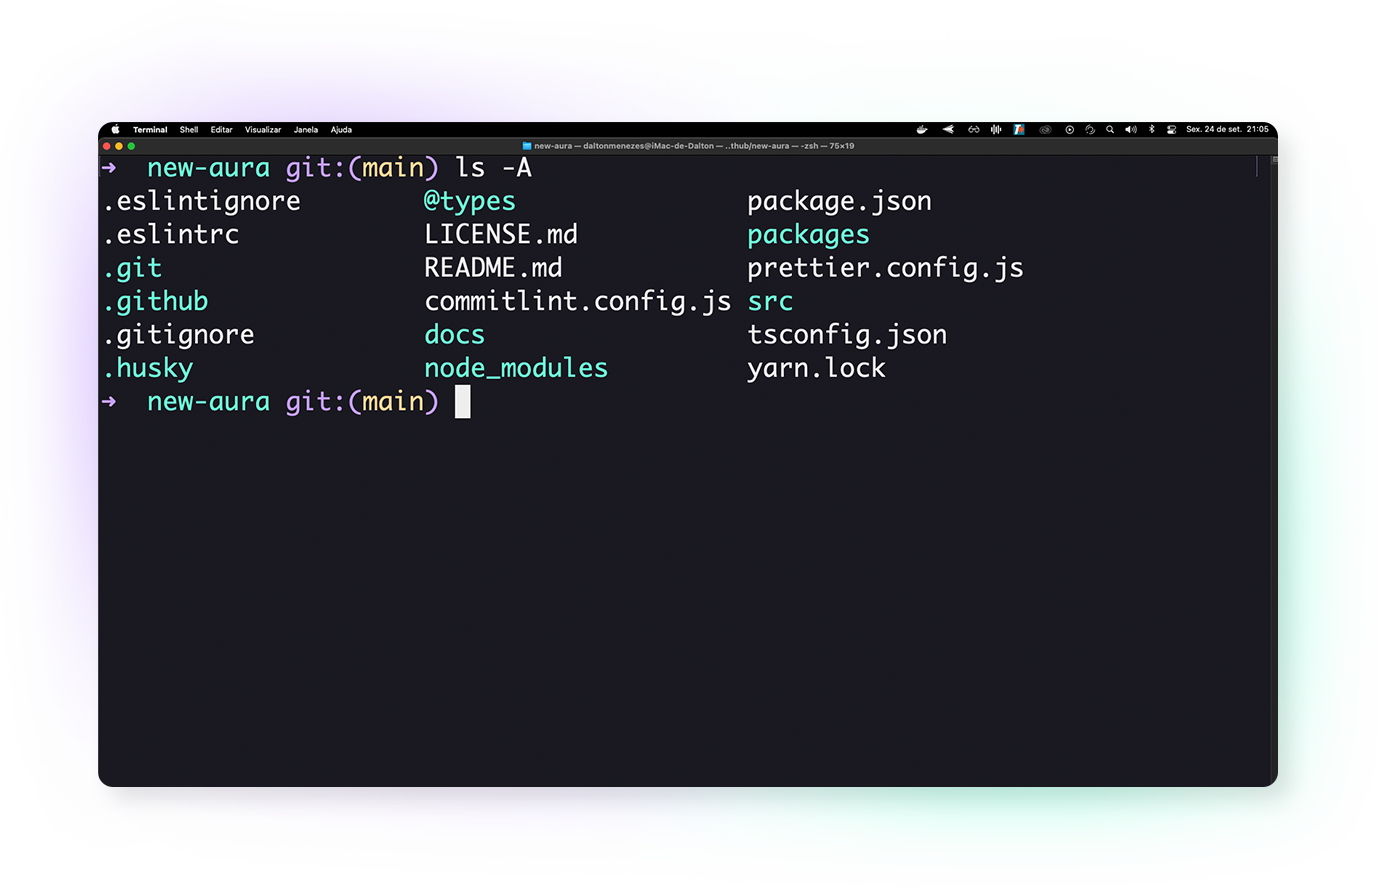 Terminal Shell Editar Visualizar Janela Ajuda Sex. 24 de set. 21:05
new-aura — daltonmenezes@iMac-de-Dalton — ..thub/new-aura — -zsh — 75×19
→ new-aura git:(main) ls -A
.eslintignore @types package.json
.eslintrc LICENSE.md packages
.git README.md prettier.config.js
.github commitlint.config.js src
.gitignore docs tsconfig.json
.husky node_modules yarn.lock
→ new-aura git:(main)